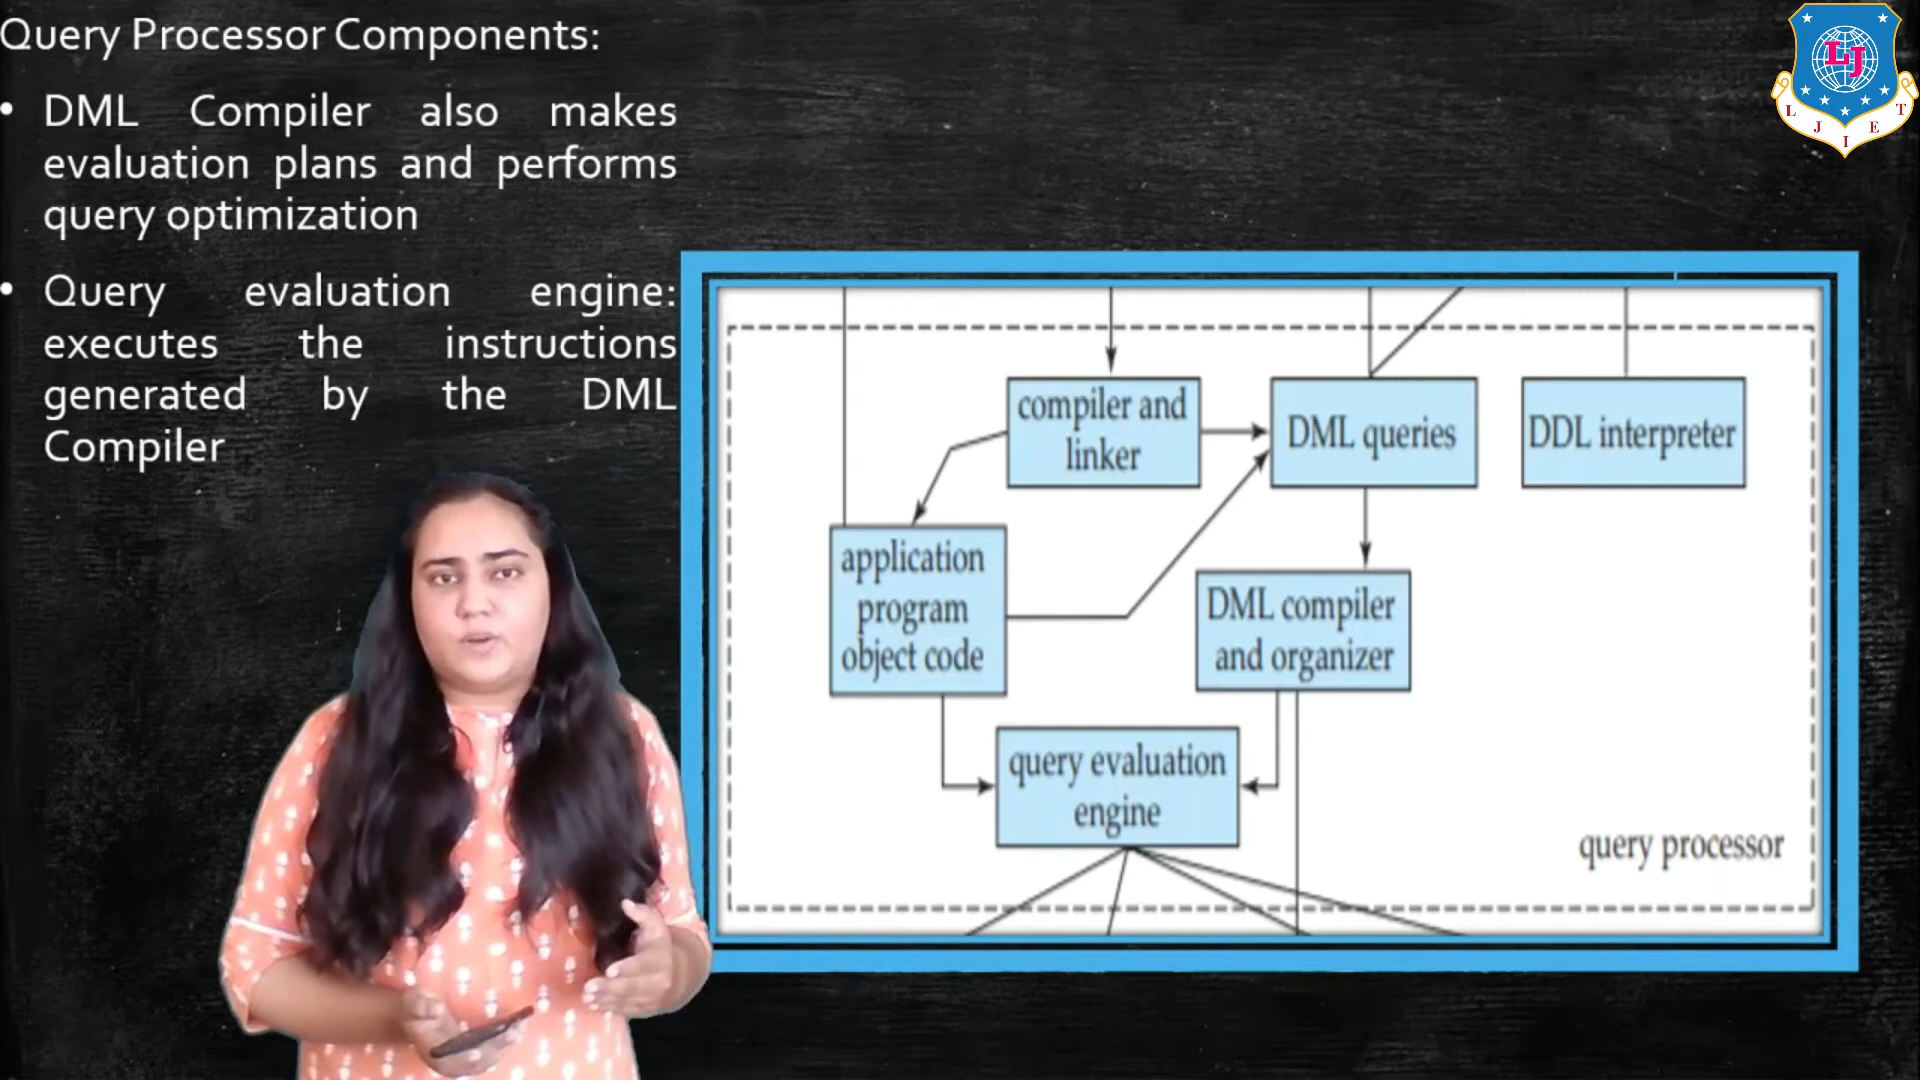 Query Processor Components:
• DML Compiler also makes
evaluation plans and performs
query optimization
• Query evaluation engine:
executes the instructions
generated by the DML
Compiler
LJ
L J I E T
compiler and
linker
DML queries
DDL interpreter
application
program
object code
DML compiler
and organizer
query evaluation
engine
query processor